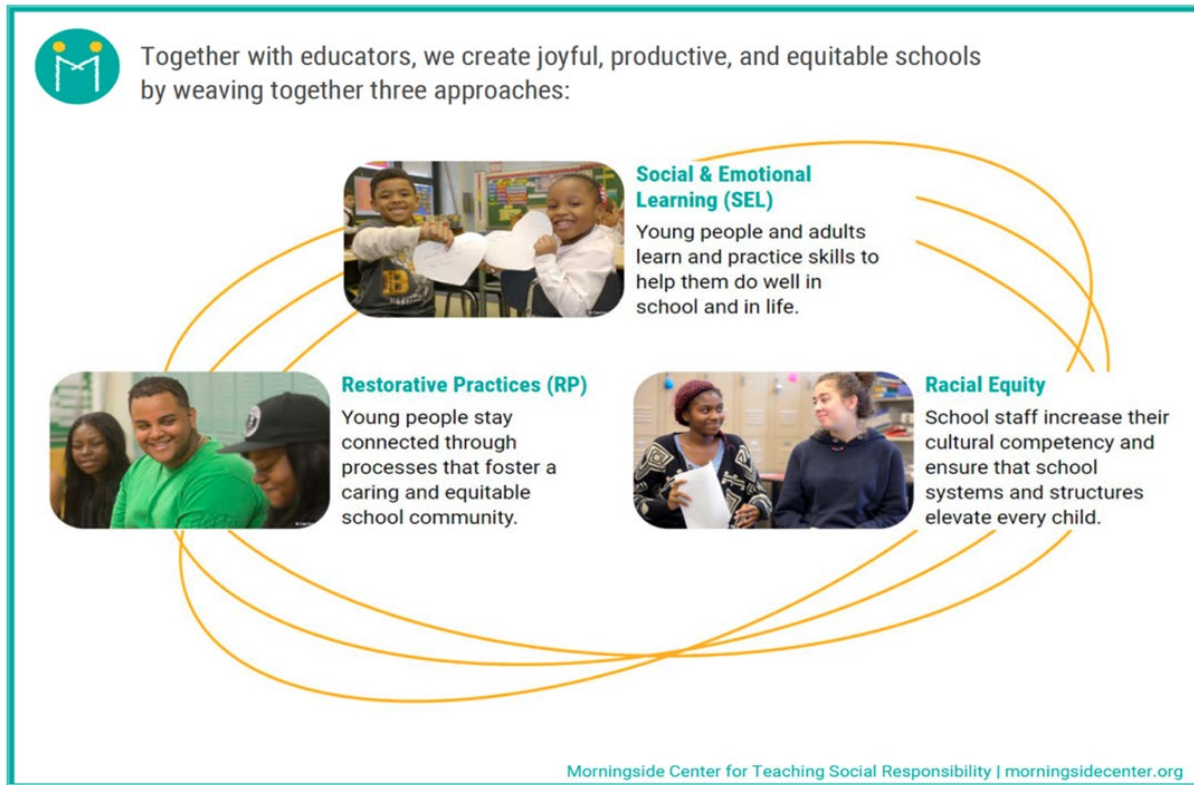 Together with educators, we create joyful, productive, and equitable schools
by weaving together three approaches:
Social & Emotional
Learning (SEL)
Young people and adults
learn and practice skills to
help them do well in
school and in life.
Restorative Practices (RP)
Young people stay
connected through
processes that foster a
caring and equitable
school community.
Racial Equity
School staff increase their
cultural competency and
ensure that school
systems and structures
elevate every child.
Morningside Center for Teaching Social Responsibility | morningsidecenter.org